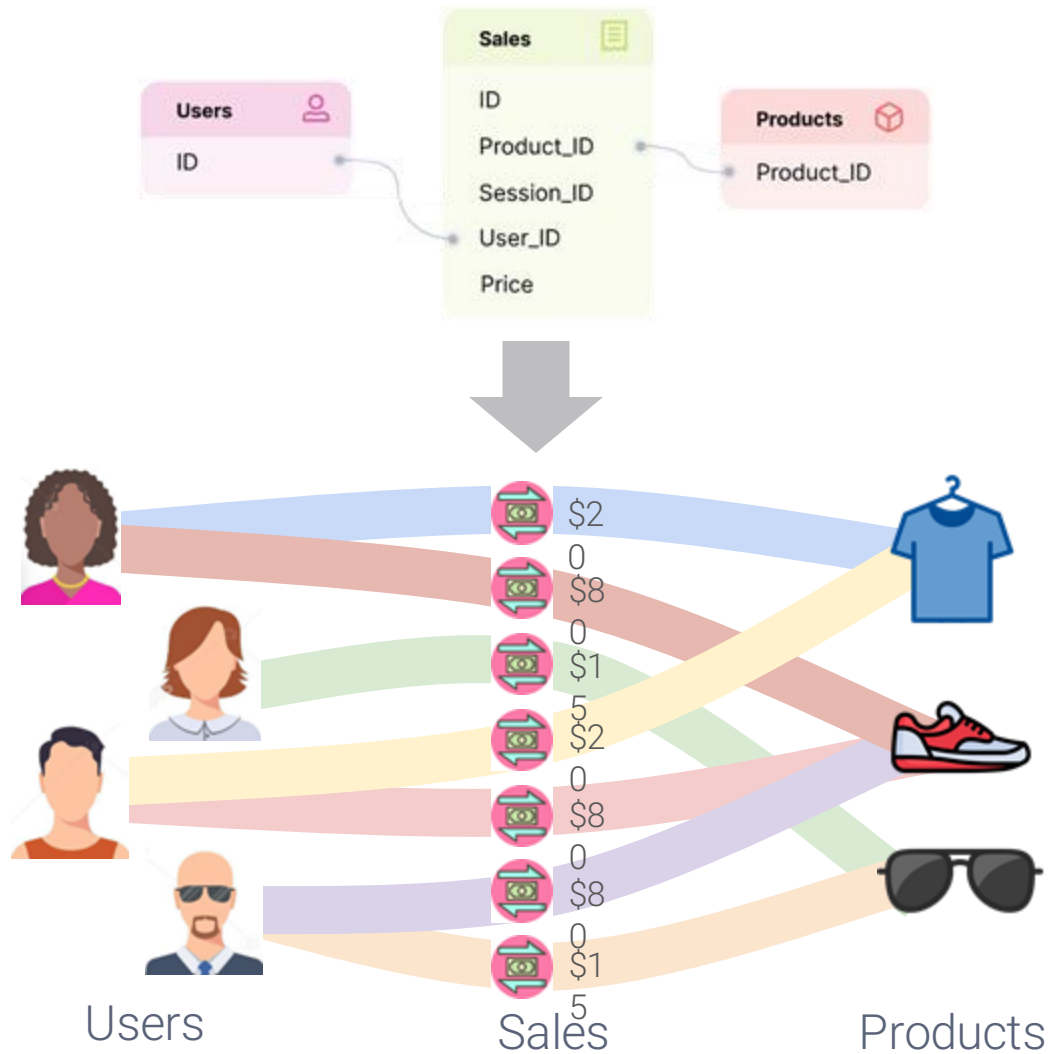 Sales
ID
Product_ID
Session_ID
User_ID
Price
Users
ID
Products
Product_ID
$2
0
$8
0
$1
5
$2
0
$8
0
$8
0
$1
5
Users
Sales
Products